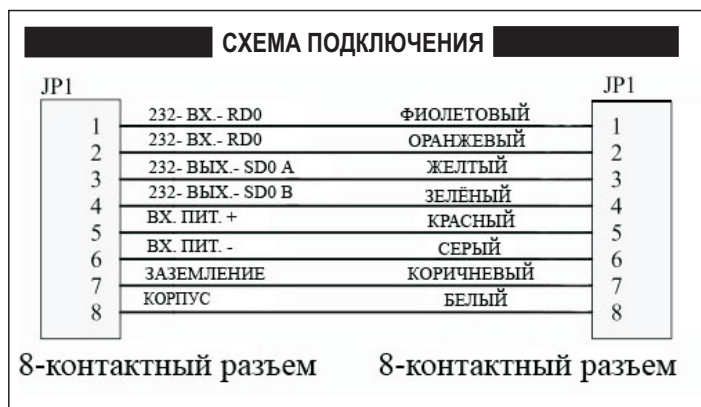 СХЕМА ПОДКЛЮЧЕНИЯ
JP1 JP1
1 232- ВХ.- RD0 ФИОЛЕТОВЫЙ 1
2 232- ВХ.- RD0 ОРАНЖЕВЫЙ 2
3 232- ВЫХ.- SD0 A ЖЕЛТЫЙ 3
4 232- ВЫХ.- SD0 B ЗЕЛЁНЫЙ 4
5 ВХ. ПИТ. + КРАСНЫЙ 5
6 ВХ. ПИТ. - СЕРЫЙ 6
7 ЗАЗЕМЛЕНИЕ КОРИЧНЕВЫЙ 7
8 КОРПУС БЕЛЫЙ 8
8-контактный разъем 8-контактный разъем